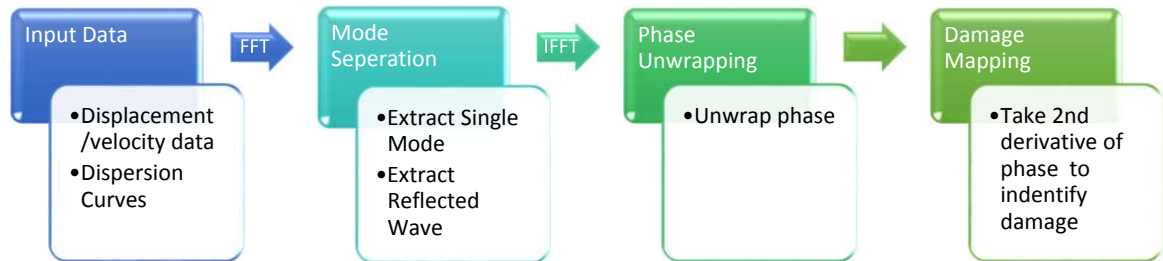 Input Data
•Displacement
/velocity data
•Dispersion
Curves
FFT
Mode
Seperation
•Extract Single
Mode
•Extract
Reflected
Wave
IFFT
Phase
Unwrapping
•Unwrap phase
Damage
Mapping
•Take 2nd
derivative of
phase to
indentify
damage